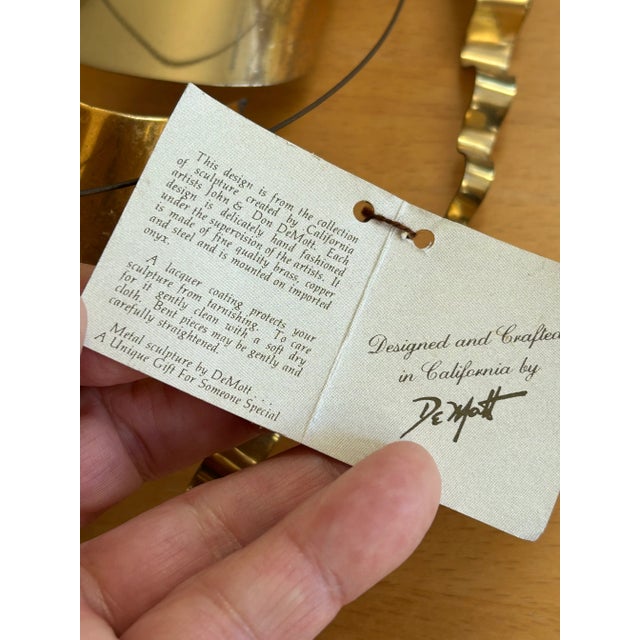 This design is from the collection
of sculpture created by California
artists John & Don DeMott. Each
design is delicately hand fashioned
under the supervision of the artists. It
is made of fine quality brass, copper
and steel and is mounted on imported
onyx.
A lacquer coating protects your
sculpture from tarnishing. To care
for it gently clean with a soft dry
cloth. Bent pieces may be gently and
carefully straightened.
Metal sculpture by DeMott. . .
A Unique Gift For Someone Special
Designed and Crafted
in California by
DeMott